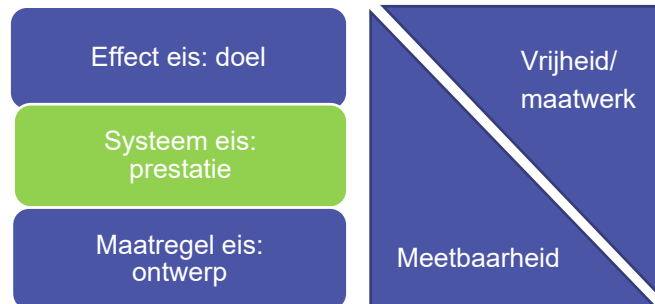 Effect eis: doel
Systeem eis:
prestatie
Maatregel eis:
ontwerp
Vrijheid/
maatwerk
Meetbaarheid